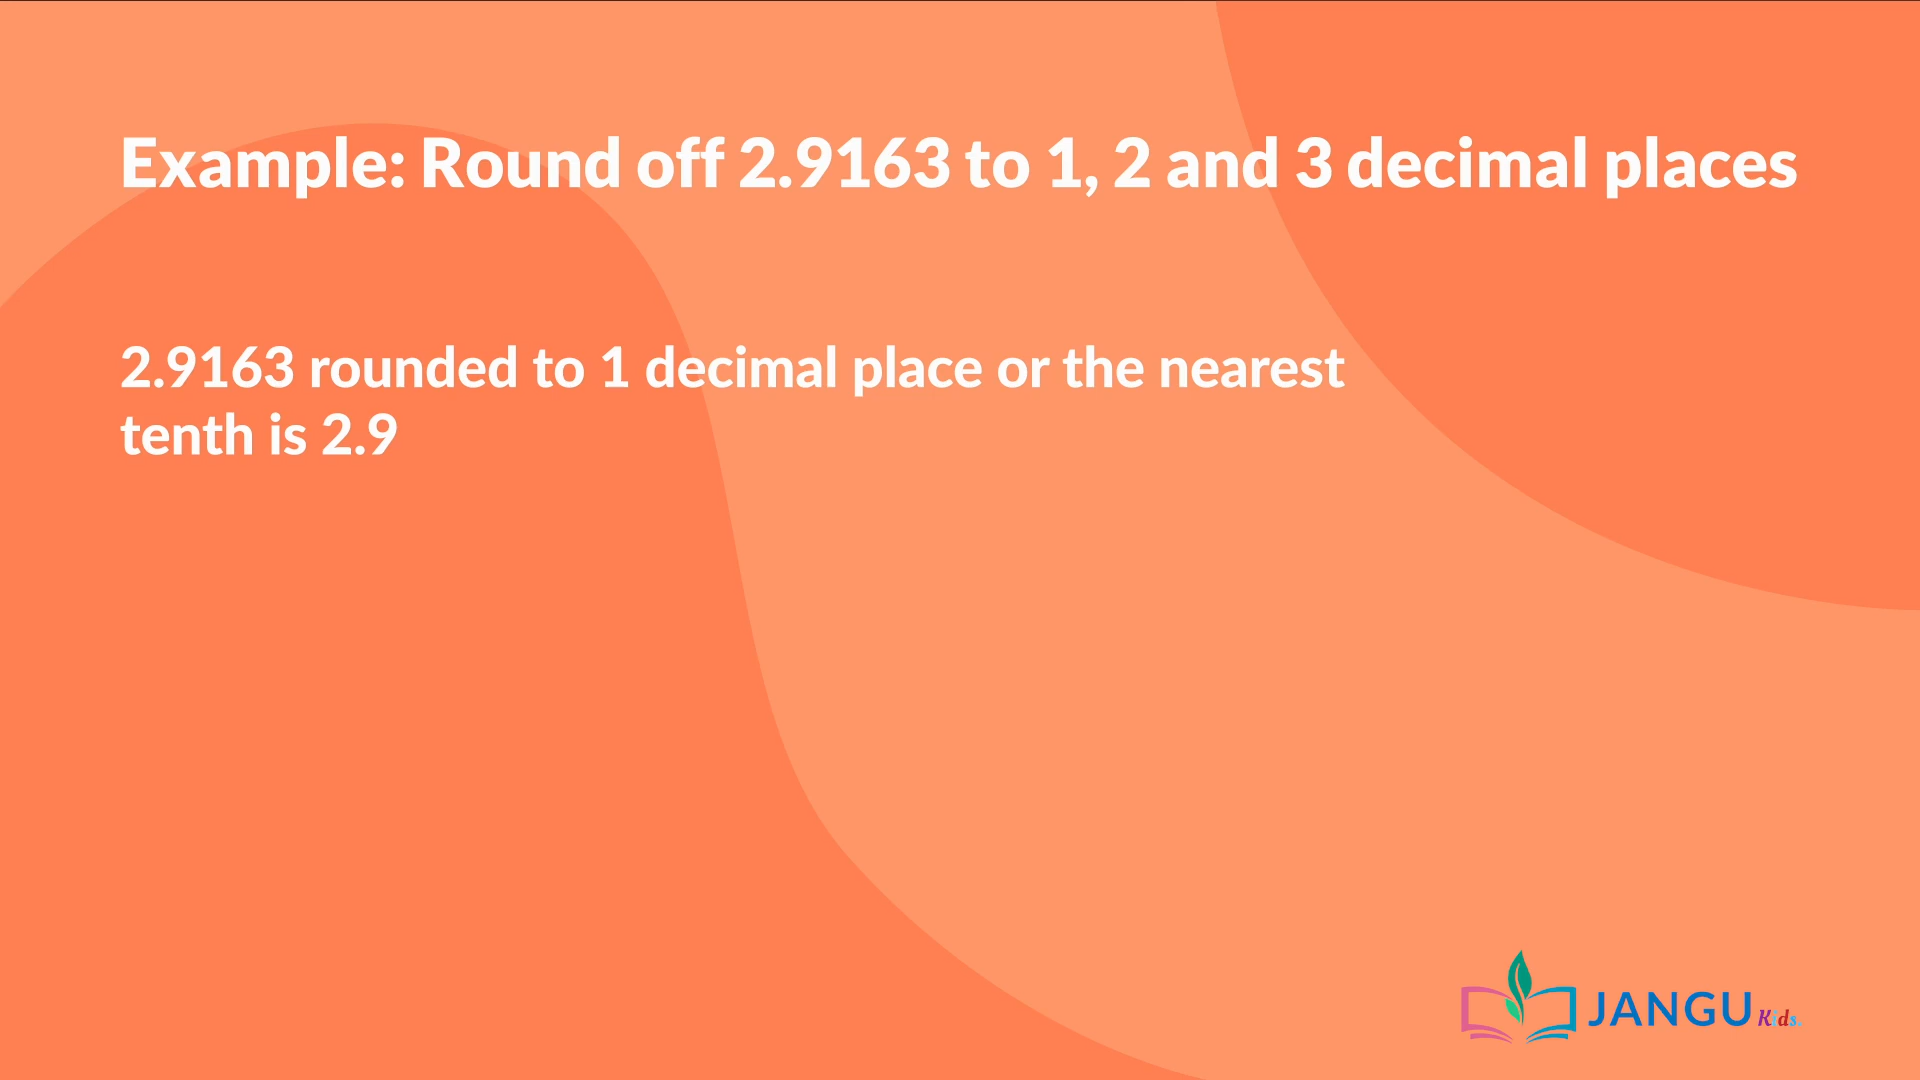 Example: Round off 2.9163 to 1, 2 and 3 decimal places
2.9163 rounded to 1 decimal place or the nearest
tenth is 2.9
JANGU Kids.